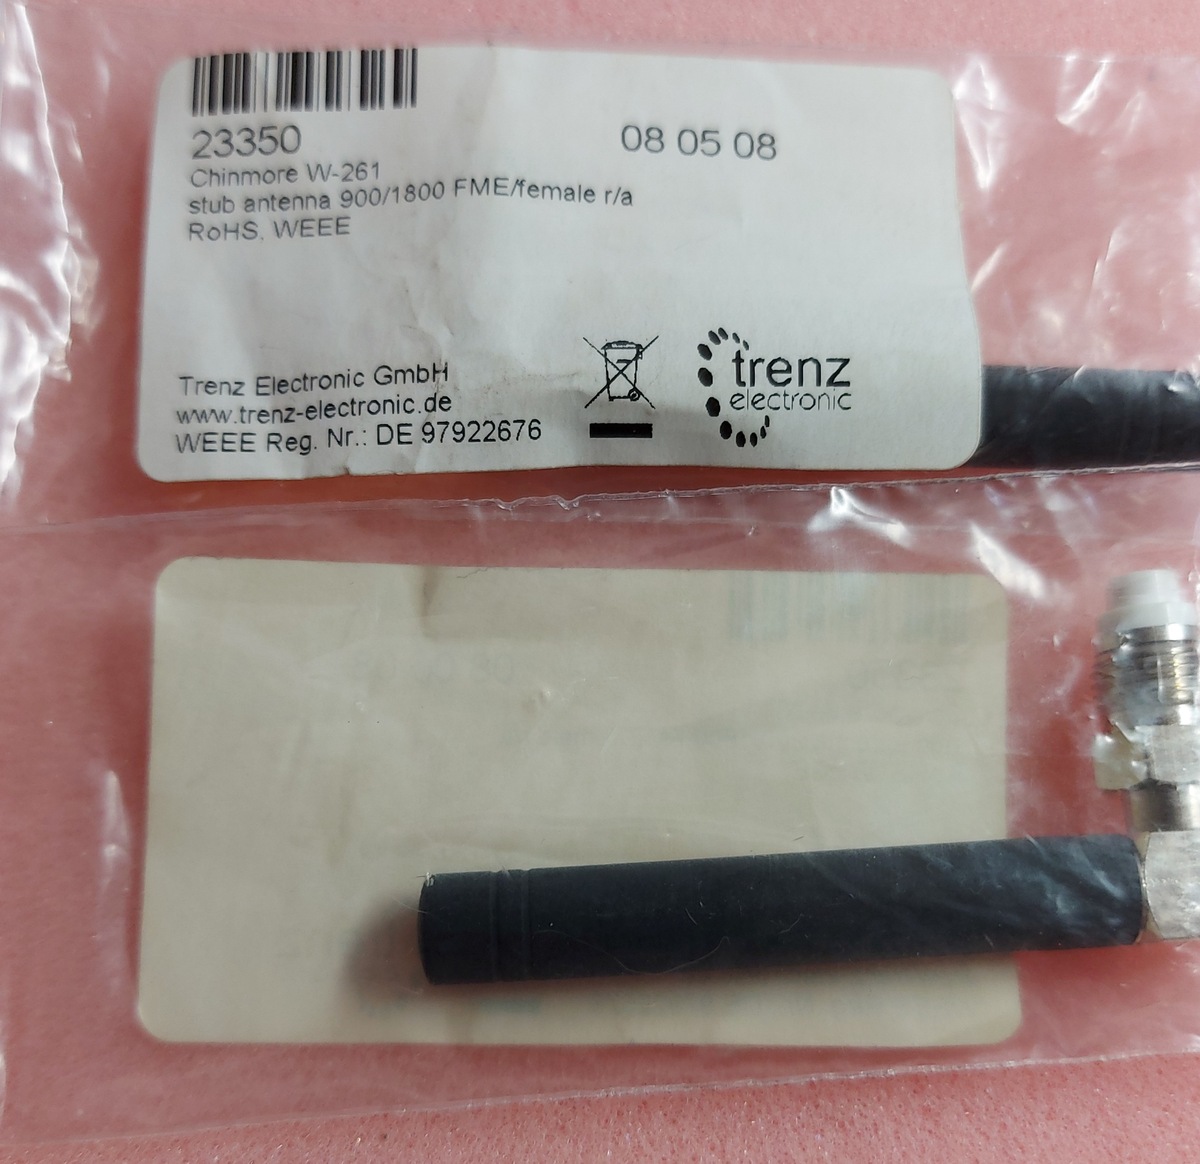 23350
08 05 08
Chinmore W-261
stub antenna 900/1800 FME/female r/a
RoHS, WEEE
Trenz Electronic GmbH
www.trenz-electronic.de
WEEE Reg. Nr.: DE 97922676
trenz
electronic